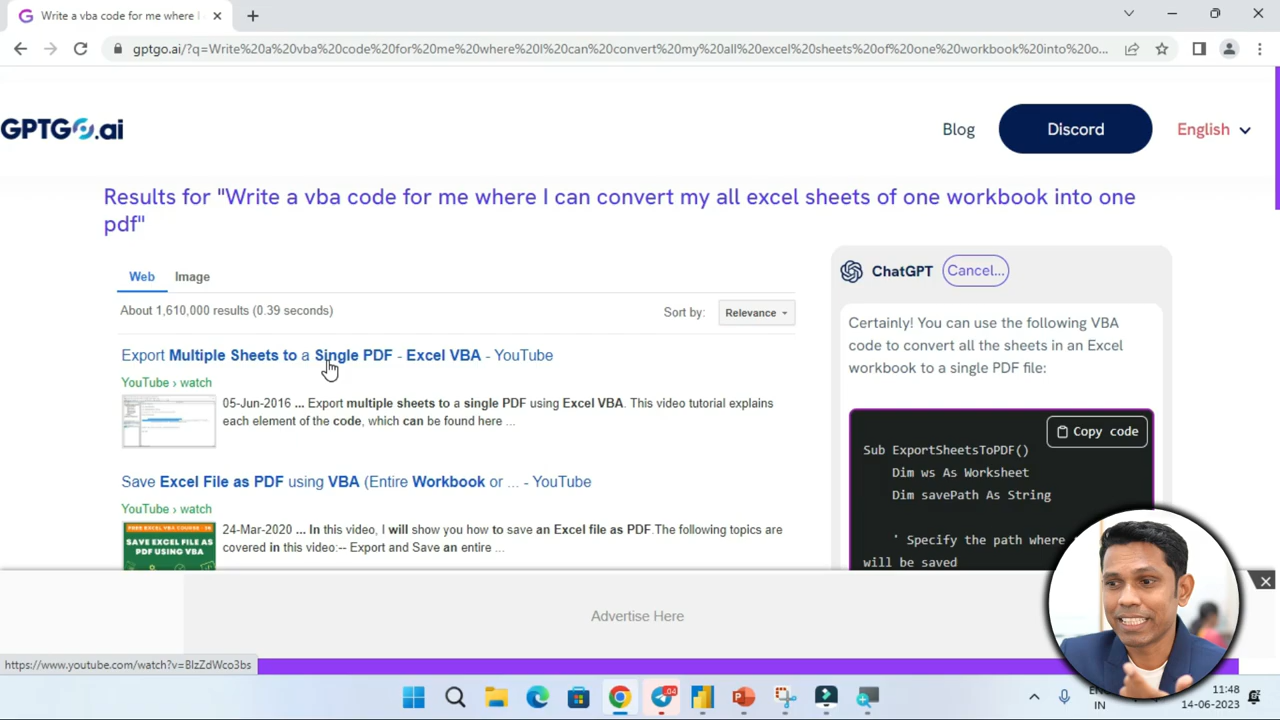 Write a vba code for me where I
gptgo.ai/?q=Write%20a%20vba%20code%20for%20me%20where%20I%20can%20convert%20my%20all%20excel%20sheets%20of%20one%20workbook%20into%20o...
GPTGO.ai
Blog
Discord
English
Results for "Write a vba code for me where I can convert my all excel sheets of one workbook into one
pdf"
Web
Image
About 1,610,000 results (0.39 seconds)
Sort by:
Relevance
Export Multiple Sheets to a Single PDF - Excel VBA - YouTube
YouTube › watch
05-Jun-2016 ... Export multiple sheets to a single PDF using Excel VBA. This video tutorial explains
each element of the code, which can be found here ...
Save Excel File as PDF using VBA (Entire Workbook or ... - YouTube
YouTube › watch
SAVE EXCEL FILE AS
PDF USING VBA
24-Mar-2020 ... In this video, I will show you how to save an Excel file as PDF.The following topics are
covered in this video:-- Export and Save an entire ...
ChatGPT
Cancel...
Certainly! You can use the following VBA
code to convert all the sheets in an Excel
workbook to a single PDF file:
Copy code
Sub ExportSheetsToPDF()
Dim ws As Worksheet
Dim savePath As String
' Specify the path where
will be saved
Advertise Here
https://www.youtube.com/watch?v=BIzZdWco3bs
IN
11:48
14-06-2023